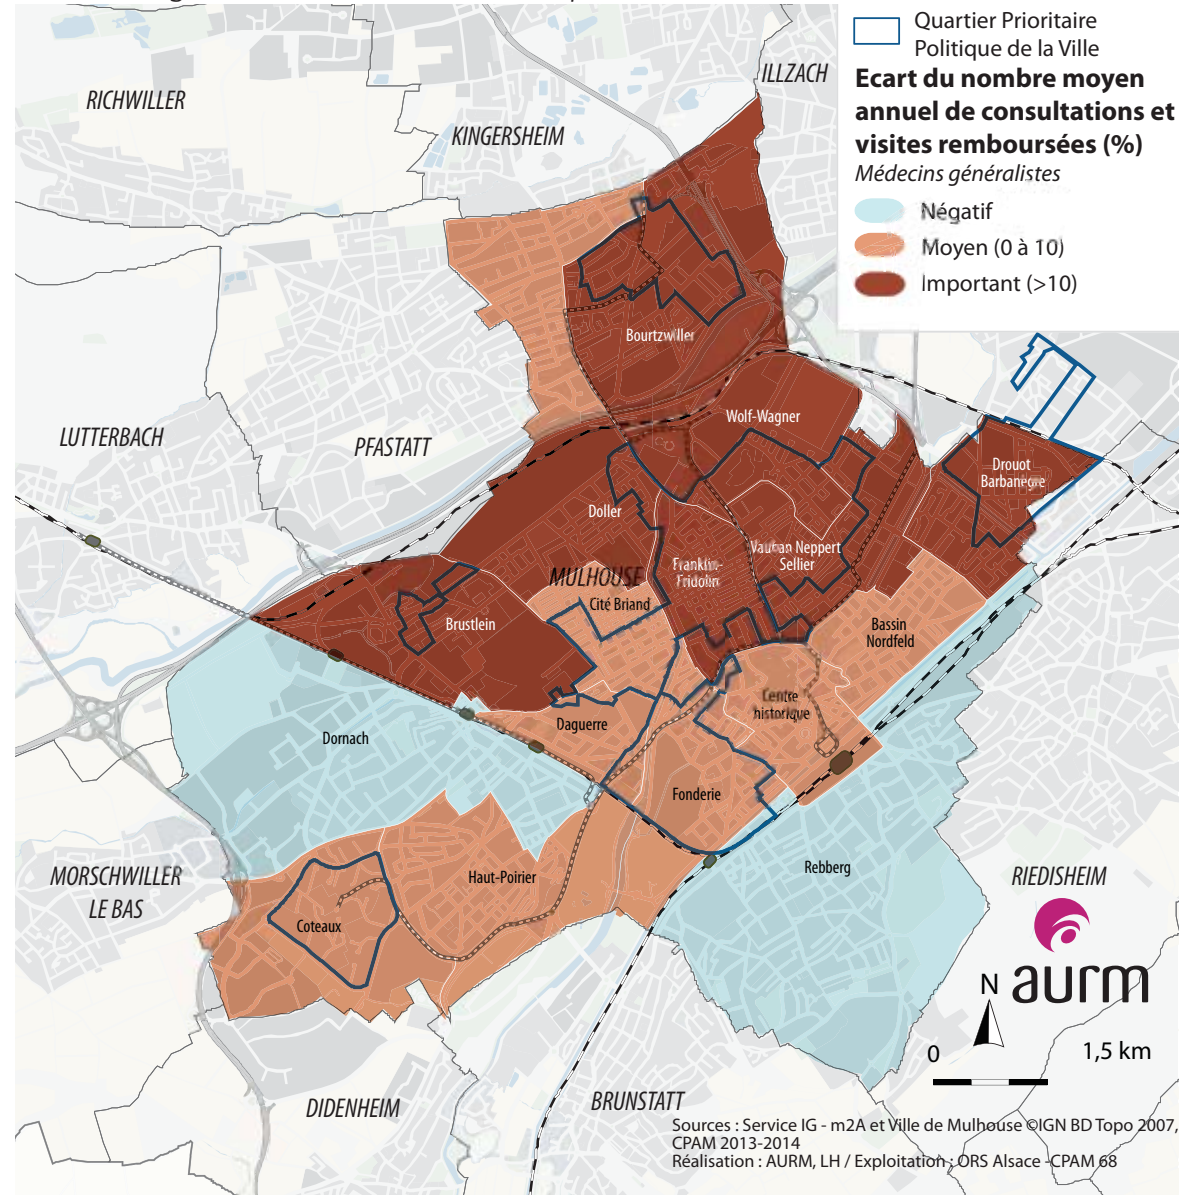 Quartier Prioritaire
Politique de la Ville
Ecart du nombre moyen
annuel de consultations et
visites remboursées (%)
Médecins généralistes
Négatif
Moyen (0 à 10)
Important (>10)
ILLZACH
RICHWILLER
KINGERSHEIM
Bourtzwiller
Wolf-Wagner
LUTTERBACH
PFASTATT
Drouot
Barbanègre
Doller
Vauban Neppert
Sellier
Franklin-
Fridolin
MULHOUSE
Cité Briand
Brustlein
Bassin
Nordfeld
Centre
historique
Daguerre
Dornach
Fonderie
Rebberg
Haut-Poirier
MORSCHWILLER
LE BAS
RIEDISHEIM
Coteaux
aurm
N
0
1,5 km
DIDENHEIM
BRUNSTATT
Sources : Service IG - m2A et Ville de Mulhouse ©IGN BD Topo 2007,
CPAM 2013-2014
Réalisation : AURM, LH / Exploitation : ORS Alsace -CPAM 68